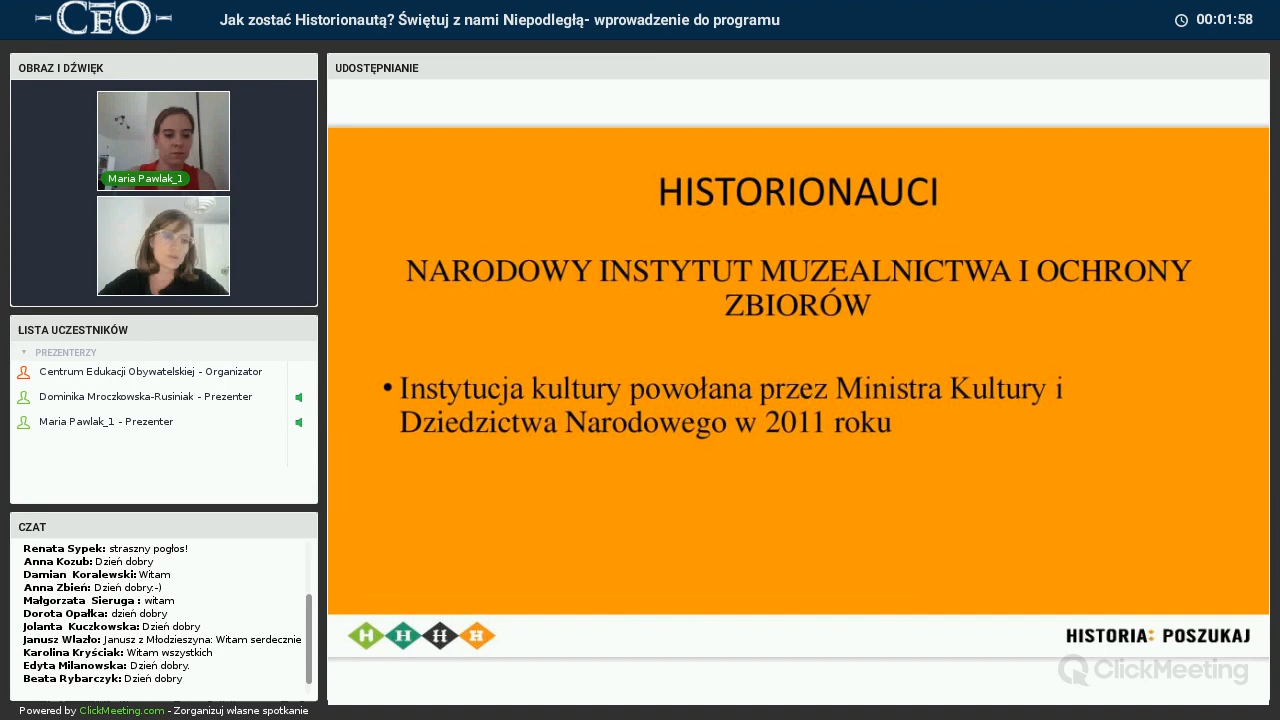 CEO
Jak zostać Historionautą? Świętuj z nami Niepodległą- wprowadzenie do programu
00:01:58
OBRAZ I DŹWIĘK
Maria Pawlak_1
LISTA UCZESTNIKÓW
PREZENTERZY
Centrum Edukacji Obywatelskiej - Organizator
Dominika Mroczkowska-Rusiniak - Prezenter
Maria Pawlak_1 - Prezenter
CZAT
Renata Sypek: straszny pogłos!
Anna Kozub: Dzień dobry
Damian Koralewski: Witam
Anna Zbień: Dzień dobry:-)
Małgorzata Sieruga : witam
Dorota Opałka: dzień dobry
Jolanta Kuczkowska: Dzień dobry
Janusz Wlazło: Janusz z Młodzieszyna: Witam serdecznie
Karolina Kryściak: Witam wszystkich
Edyta Milanowska: Dzień dobry.
Beata Rybarczyk: Dzień dobry
Powered by ClickMeeting.com - Zorganizuj własne spotkanie
UDOSTĘPNIANIE
HISTORIONAUCI
NARODOWY INSTYTUT MUZEALNICTWA I OCHRONY
ZBIORÓW
• Instytucja kultury powołana przez Ministra Kultury i
Dziedzictwa Narodowego w 2011 roku
H H H H
HISTORIA: POSZUKAJ
ClickMeeting